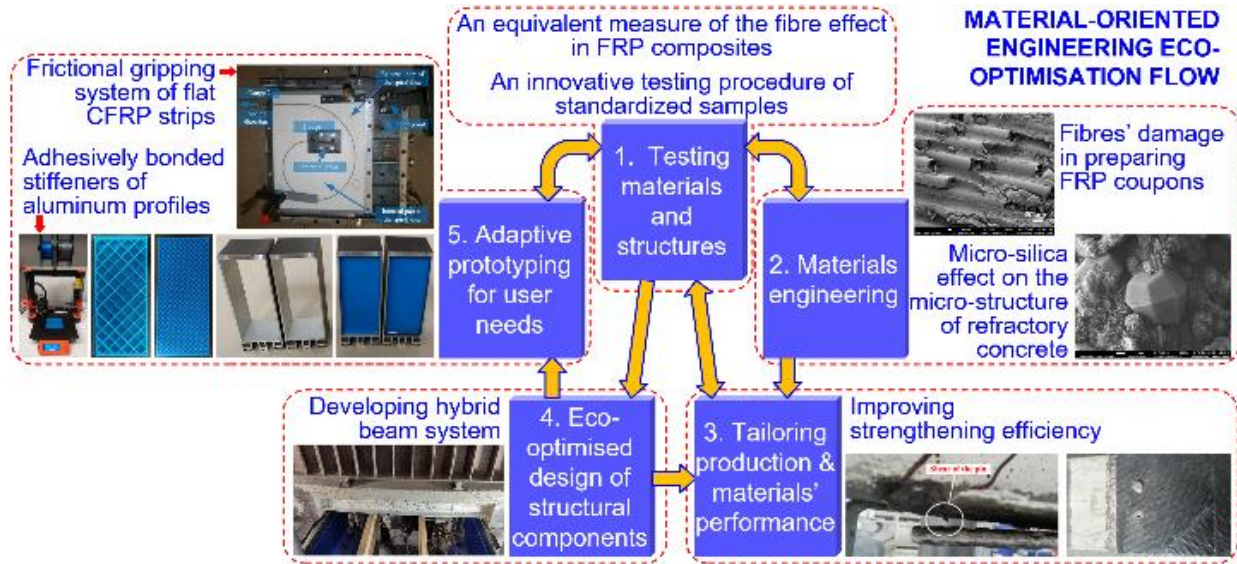 An equivalent measure of the fibre effect
in FRP composites
An innovative testing procedure of
standardized samples
MATERIAL-ORIENTED
ENGINEERING ECO-
OPTIMISATION FLOW
Frictional gripping
system of flat
CFRP strips
Adhesively bonded
stiffeners of
aluminum profiles
1. Testing
materials
and
structures
Fibres' damage
in preparing
FRP coupons
5. Adaptive
prototyping
for user
needs
2. Materials
engineering
Micro-silica
effect on the
micro-structure
of refractory
concrete
Developing hybrid
beam system
4. Eco-
optimised
design of
structural
components
3. Tailoring
production &
materials'
performance
Improving
strengthening efficiency
Shear of the pin